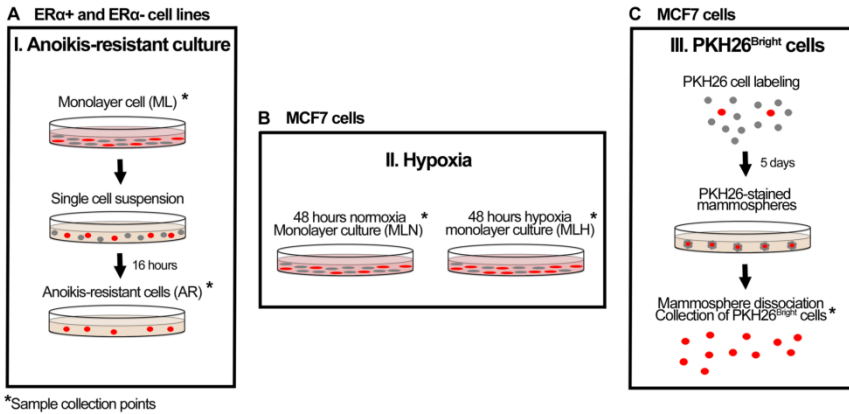 A ERα+ and ERα- cell lines
I. Anoikis-resistant culture
Monolayer cell (ML) *
Single cell suspension
16 hours
Anoikis-resistant cells (AR) *
*Sample collection points
B MCF7 cells
II. Hypoxia
48 hours normoxia
Monolayer culture (MLN) *
48 hours hypoxia
monolayer culture (MLH) *
C MCF7 cells
III. PKH26Bright cells
PKH26 cell labeling
5 days
PKH26-stained
mammospheres
Mammosphere dissociation
Collection of PKH26Bright cells *